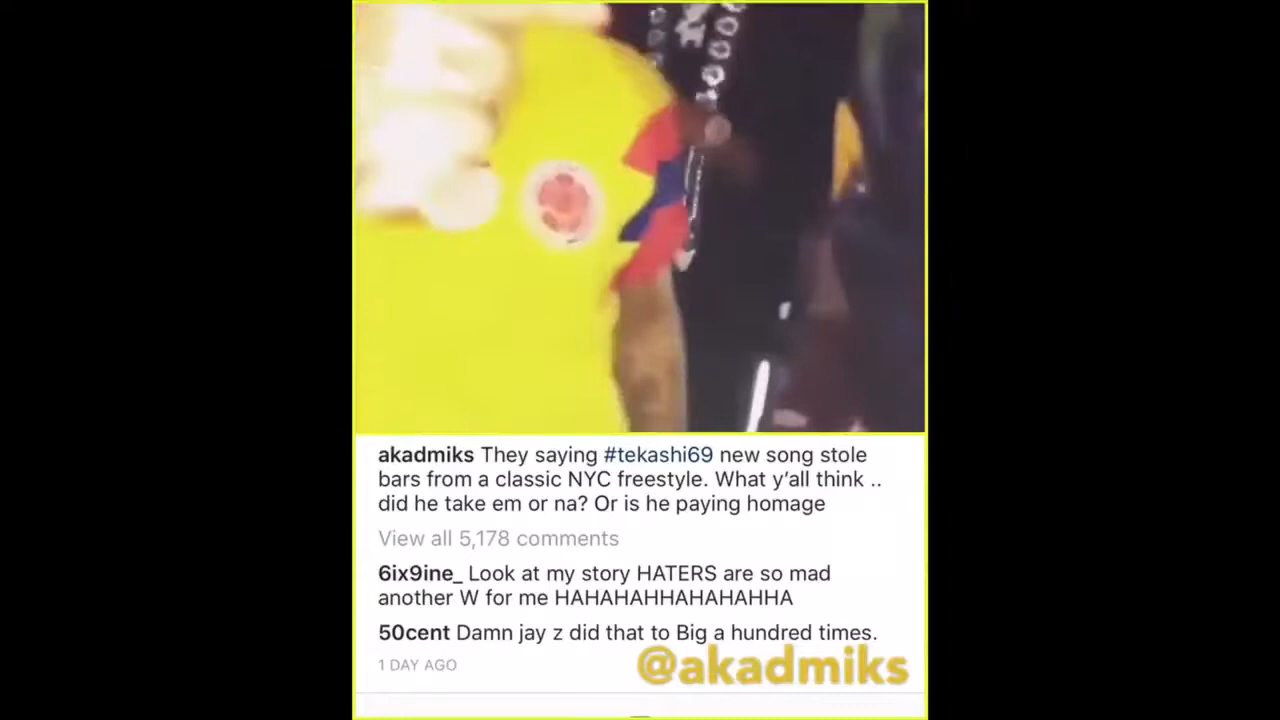 akadmiks They saying #tekashi69 new song stole
bars from a classic NYC freestyle. What y'all think ..
did he take em or na? Or is he paying homage
View all 5,178 comments
6ix9ine_ Look at my story HATERS are so mad
another W for me HAHAHAHHAHAHAHHA
50cent Damn jay z did that to Big a hundred times.
1 DAY AGO
@akadmiks